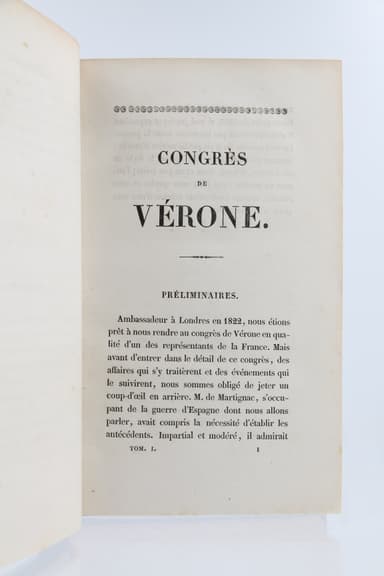 CONGRÈS
DE
VÉRONE.
PRÉLIMINAIRES.
Ambassadeur à Londres en 1822, nous étions
prêt à nous rendre au congrès de Vérone en qua-
lité d'un des représentants de la France. Mais
avant d'entrer dans le détail de ce congrès, des
affaires qui s'y traitèrent et des événements qui
le suivirent, nous sommes obligé de jeter un
coup-d'œil en arrière. M. de Martignac, s'occu-
pant de la guerre d'Espagne dont nous allons
parler, avait compris la nécessité d'établir les
antécédents. Impartial et modéré, il admirait
TOM. I. 1